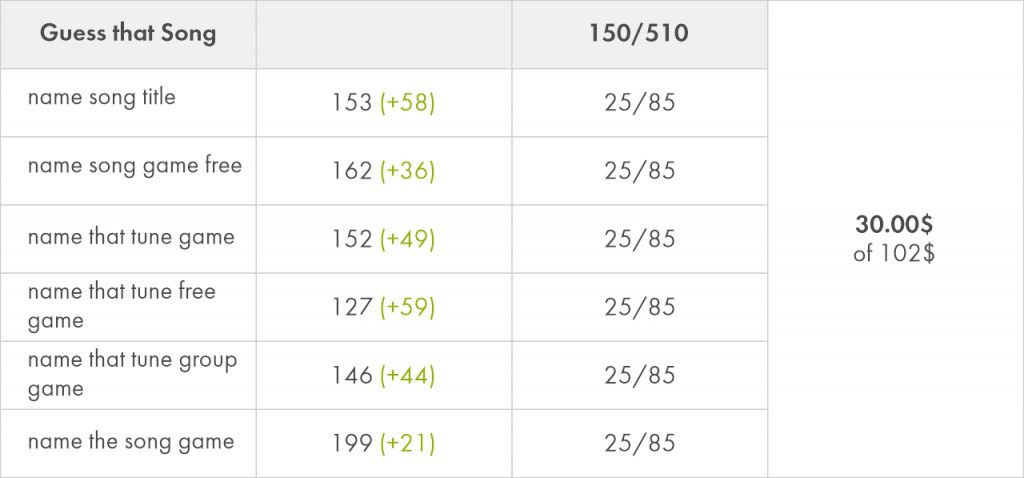 Guess that Song 150/510
name song title 153 (+58) 25/85
name song game free 162 (+36) 25/85
name that tune game 152 (+49) 25/85
30.00$
of 102$
name that tune free
game 127 (+59) 25/85
name that tune group
game 146 (+44) 25/85
name the song game 199 (+21) 25/85